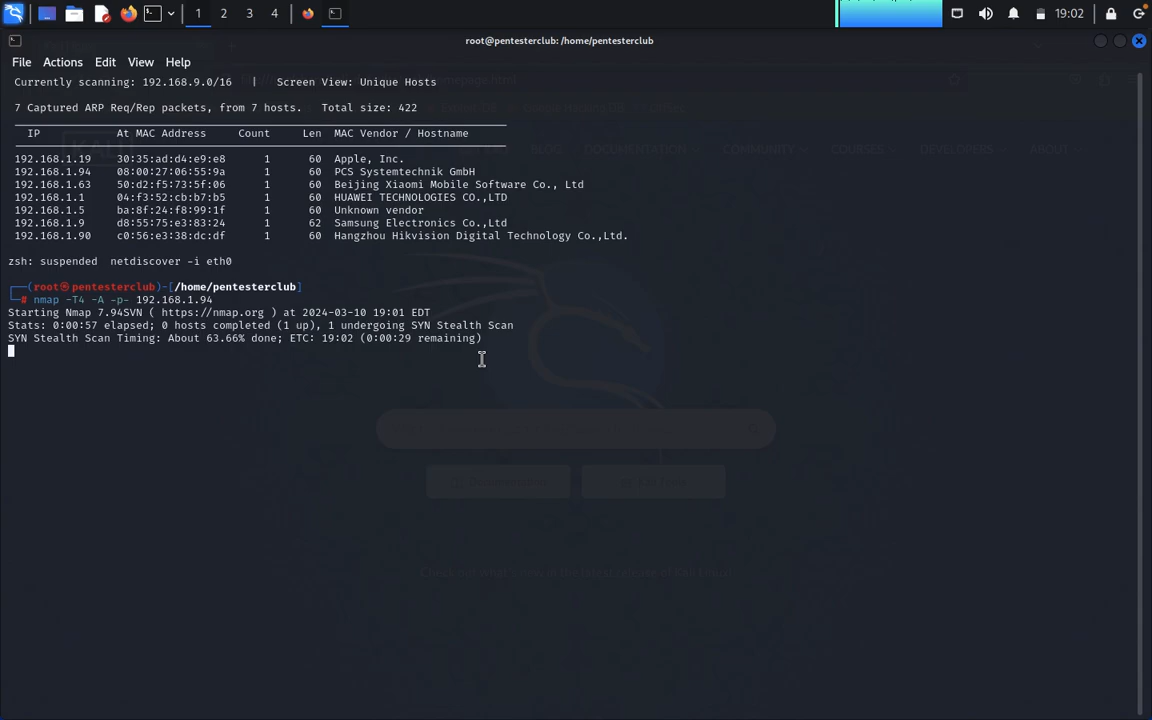 1 2 3 4 19:02
root@pentesterclub: /home/pentesterclub
File Actions Edit View Help
Currently scanning: 192.168.9.0/16 | Screen View: Unique Hosts
7 Captured ARP Req/Rep packets, from 7 hosts. Total size: 422
IP At MAC Address Count Len MAC Vendor / Hostname
192.168.1.19 30:35:ad:d4:e9:e8 1 60 Apple, Inc.
192.168.1.94 08:00:27:06:55:9a 1 60 PCS Systemtechnik GmbH
192.168.1.63 50:d2:f5:73:5f:06 1 60 Beijing Xiaomi Mobile Software Co., Ltd
192.168.1.1 04:f3:52:cb:b7:b5 1 60 HUAWEI TECHNOLOGIES CO.,LTD
192.168.1.5 ba:8f:24:f8:99:1f 1 60 Unknown vendor
192.168.1.9 d8:55:75:e3:83:24 1 62 Samsung Electronics Co.,Ltd
192.168.1.90 c0:56:e3:38:dc:df 1 60 Hangzhou Hikvision Digital Technology Co.,Ltd.
zsh: suspended netdiscover -i eth0
┌──(root㉿pentesterclub)-[/home/pentesterclub]
└─# nmap -T4 -A -p- 192.168.1.94
Starting Nmap 7.94SVN ( https://nmap.org ) at 2024-03-10 19:01 EDT
Stats: 0:00:57 elapsed; 0 hosts completed (1 up), 1 undergoing SYN Stealth Scan
SYN Stealth Scan Timing: About 63.66% done; ETC: 19:02 (0:00:29 remaining)
BLOG DOCUMENTATION COMMUNITY COURSES DEVELOPERS ABOUT